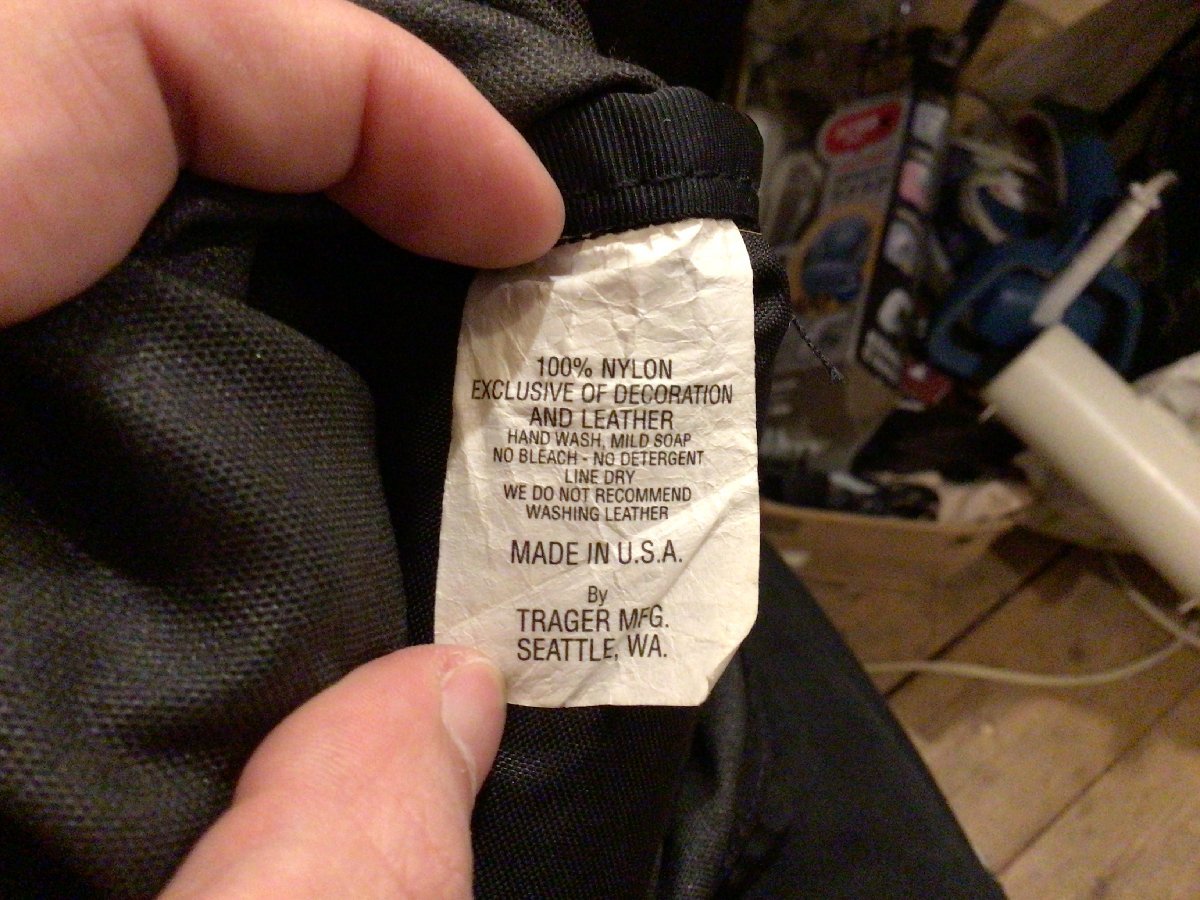 100% NYLON
EXCLUSIVE OF DECORATION
AND LEATHER
HAND WASH, MILD SOAP
NO BLEACH - NO DETERGENT
LINE DRY
WE DO NOT RECOMMEND
WASHING LEATHER
MADE IN U.S.A.
By
TRAGER MFG.
SEATTLE, WA.